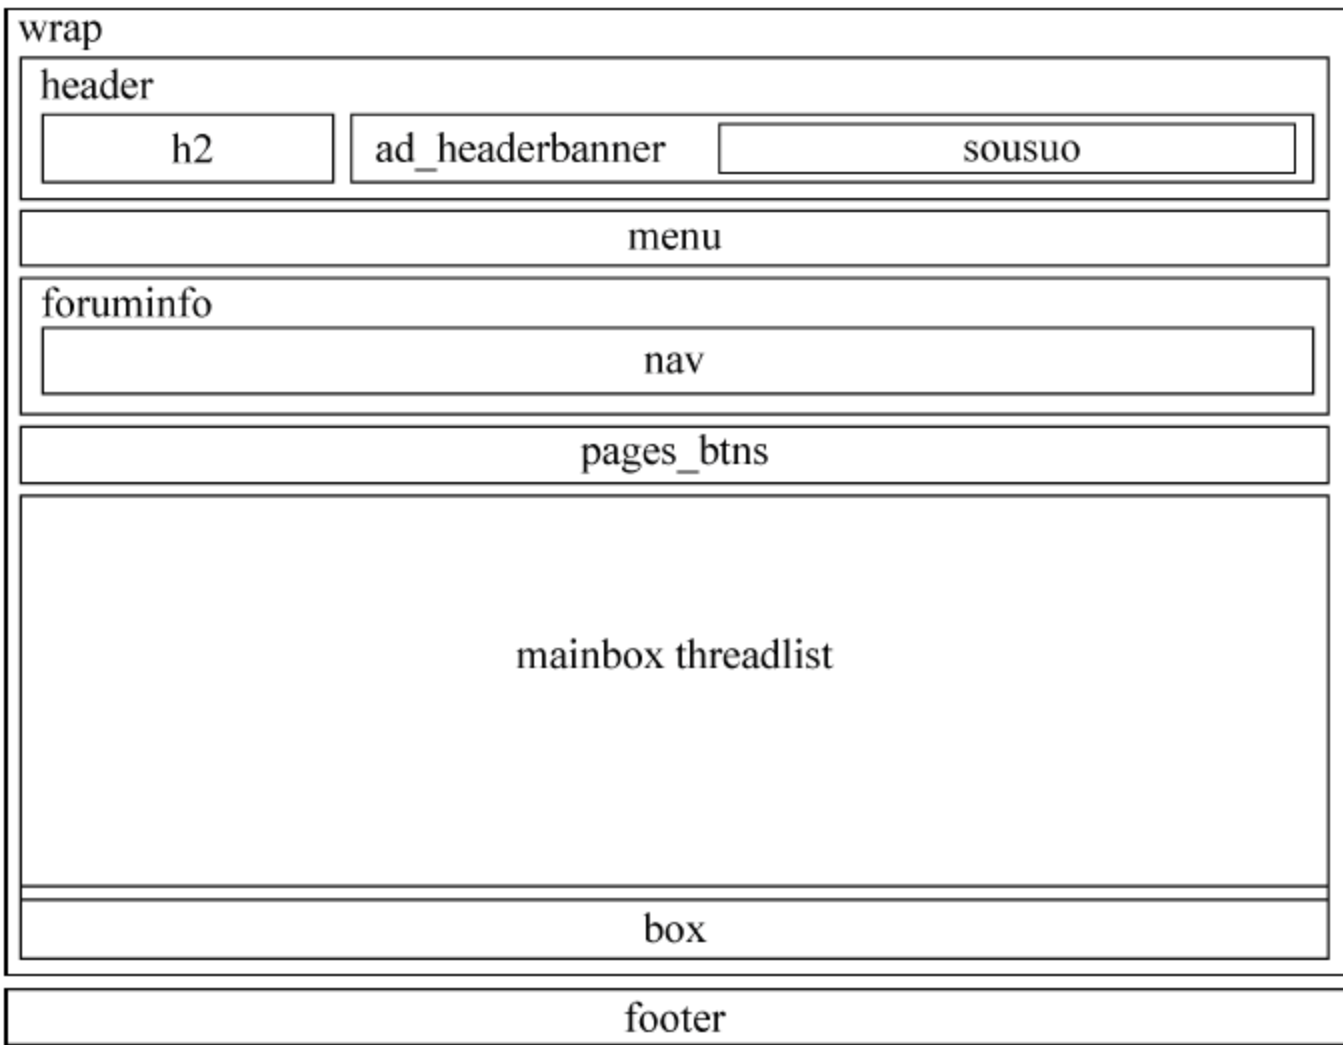 wrap
header
h2
ad_headerbanner
sousuo
menu
foruminfo
nav
pages_btns
mainbox threadlist
box
footer